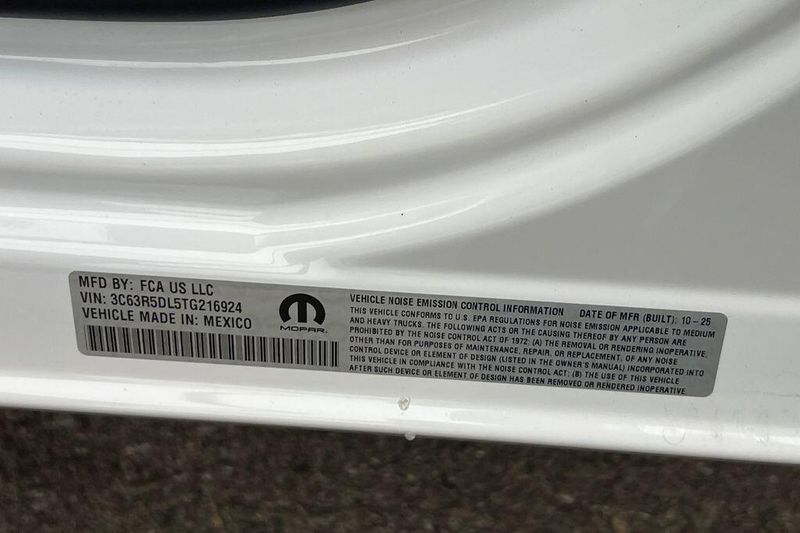 MFD BY: FCA US LLC
VIN: 3C63R5DL5TG216924
VEHICLE MADE IN: MEXICO
MOPAR
VEHICLE NOISE EMISSION CONTROL INFORMATION DATE OF MFR (BUILT): 10-25
THIS VEHICLE CONFORMS TO U.S. EPA REGULATIONS FOR NOISE EMISSION APPLICABLE TO MEDIUM
AND HEAVY TRUCKS. THE FOLLOWING ACTS OR THE CAUSING THEREOF BY ANY PERSON ARE
PROHIBITED BY THE NOISE CONTROL ACT OF 1972: (A) THE REMOVAL OR RENDERING INOPERATIVE,
OTHER THAN FOR PURPOSES OF MAINTENANCE, REPAIR, OR REPLACEMENT, OF ANY NOISE
CONTROL DEVICE OR ELEMENT OF DESIGN (LISTED IN THE OWNER'S MANUAL) INCORPORATED INTO
THIS VEHICLE IN COMPLIANCE WITH THE NOISE CONTROL ACT; (B) THE USE OF THIS VEHICLE
AFTER SUCH DEVICE OR ELEMENT OF DESIGN HAS BEEN REMOVED OR RENDERED INOPERATIVE.